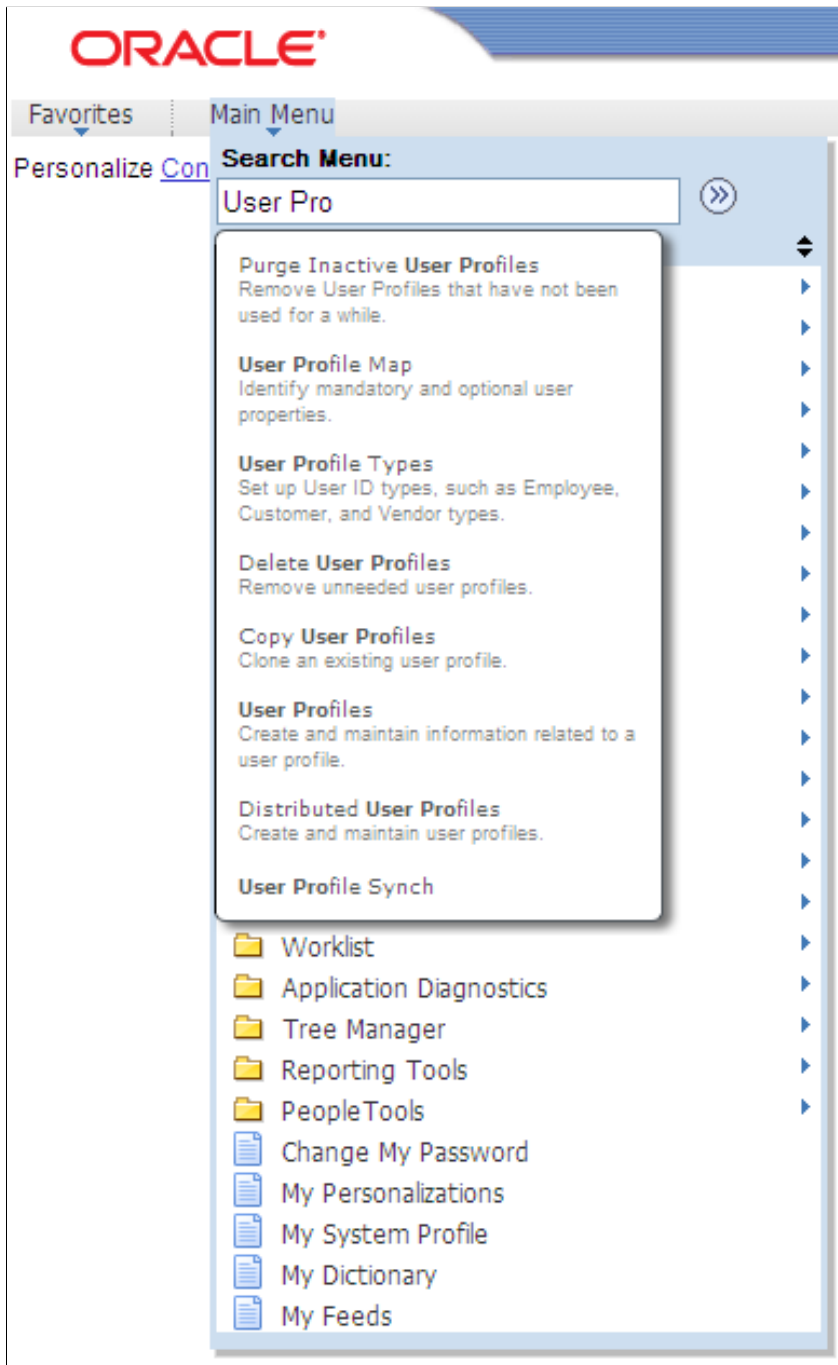 ORACLE
Favorites
Main Menu
Personalize Con
Search Menu:
User Pro
Purge Inactive User Profiles
Remove User Profiles that have not been
used for a while.
User Profile Map
Identify mandatory and optional user
properties.
User Profile Types
Set up User ID types, such as Employee,
Customer, and Vendor types.
Delete User Profiles
Remove unneeded user profiles.
Copy User Profiles
Clone an existing user profile.
User Profiles
Create and maintain information related to a
user profile.
Distributed User Profiles
Create and maintain user profiles.
User Profile Synch
Worklist
Application Diagnostics
Tree Manager
Reporting Tools
PeopleTools
Change My Password
My Personalizations
My System Profile
My Dictionary
My Feeds